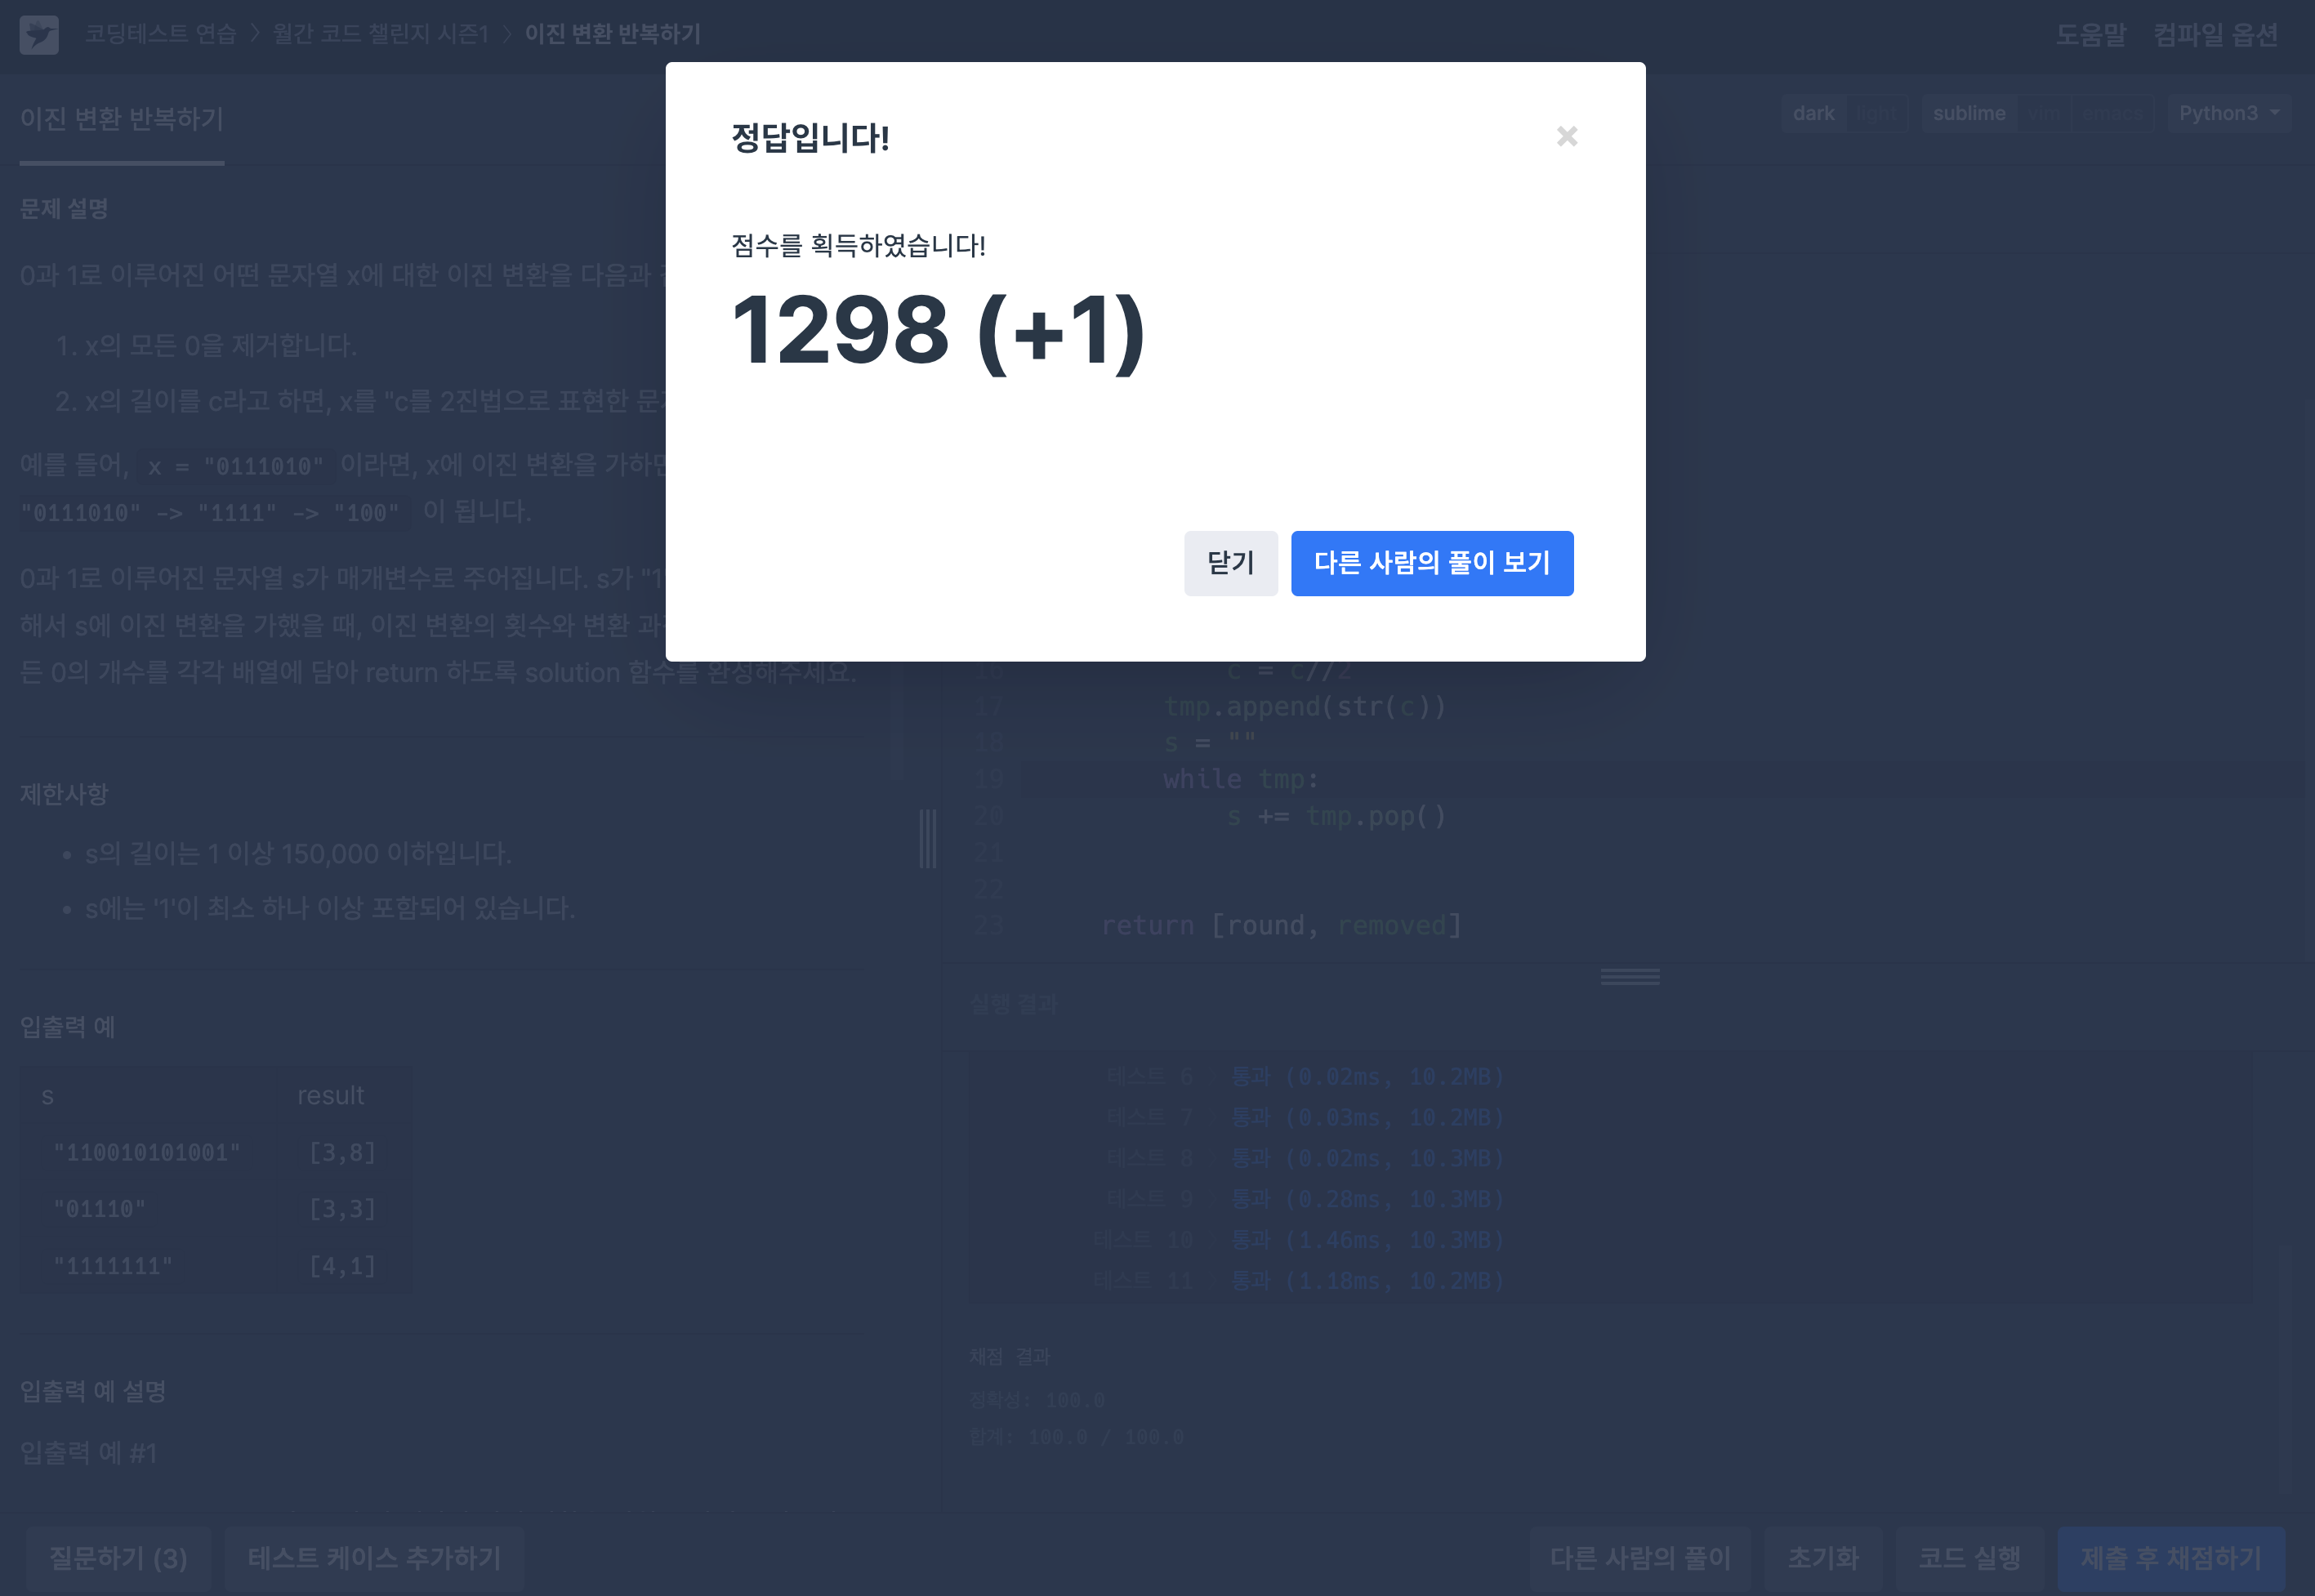 코딩테스트 연습 > 월간 코드 챌린지 시즌1 > 이진 변환 반복하기
도움말 컴파일 옵션
이진 변환 반복하기
dark light sublime vim emacs Python3
문제 설명
0과 1로 이루어진 어떤 문자열 x에 대한 이진 변환을 다음과
1. x의 모든 0을 제거합니다.
2. x의 길이를 c라고 하면, x를 "c를 2진법으로 표현한
예를 들어, x = "0111010" 이라면, x에 이진 변환을
"0111010" -> "1111" -> "100" 이 됩니다.
0과 1로 이루어진 문자열 s가 매개변수로 주어집니다. s가 "1
해서 s에 이진 변환을 가했을 때, 이진 변환의 횟수와 변환
든 0의 개수를 각각 배열에 담아 return 하도록 solution 함수를 완성해주세요.
제한사항
• s의 길이는 1 이상 150,000 이하입니다.
• s에는 '1'이 최소 하나 이상 포함되어 있습니다.
입출력 예
s result
"110010101001" [3,8]
"01110" [3,3]
"1111111" [4,1]
입출력 예 설명
입출력 예 #1
정답입니다!
×
점수를 획득하였습니다!
1298 (+1)
닫기 다른 사람의 풀이 보기
16 c = c//2
17 tmp.append(str(c))
18 s = ""
19 while tmp:
20 s += tmp.pop()
21
22
23 return [round, removed]
실행 결과
테스트 6 통과 (0.02ms, 10.2MB)
테스트 7 통과 (0.03ms, 10.2MB)
테스트 8 통과 (0.02ms, 10.3MB)
테스트 9 통과 (0.28ms, 10.3MB)
테스트 10 통과 (1.46ms, 10.3MB)
테스트 11 통과 (1.18ms, 10.2MB)
채점 결과
정확성: 100.0
합계: 100.0 / 100.0
질문하기 (3) 테스트 케이스 추가하기 다른 사람의 풀이 초기화 코드 실행 제출 후 채점하기